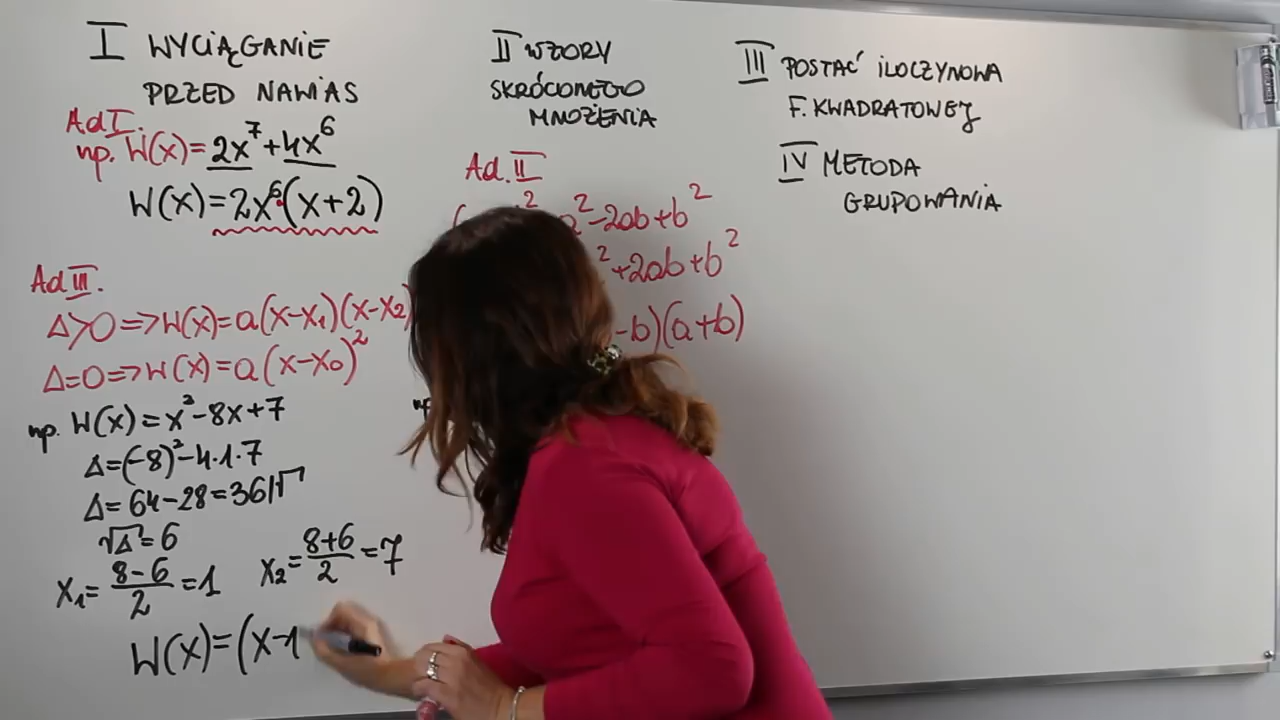 I WYCIĄGANIE
PRZED NAWIAS
Ad I.
np. W(x)=2x⁷+4x⁶
W(x)=2x⁶(x+2)
II WZORY
SKRÓCONEGO
MNOŻENIA
III POSTAĆ ILOCZYNOWA
F. KWADRATOWEJ
IV METODA
GRUPOWANIA
Ad. II
²-2ab+b²
²+2ab+b²
-b)(a+b)
Ad III.
Δ>0=>W(x)=a(x-x₁)(x-x₂)
Δ=0=>W(x)=a(x-x₀)²
np. W(x)=x²-8x+7
Δ=(-8)²-4·1·7
Δ=64-28=36/√
√Δ=6
x₁=(8-6)/2=1 x₂=(8+6)/2=7
W(x)=(x-1